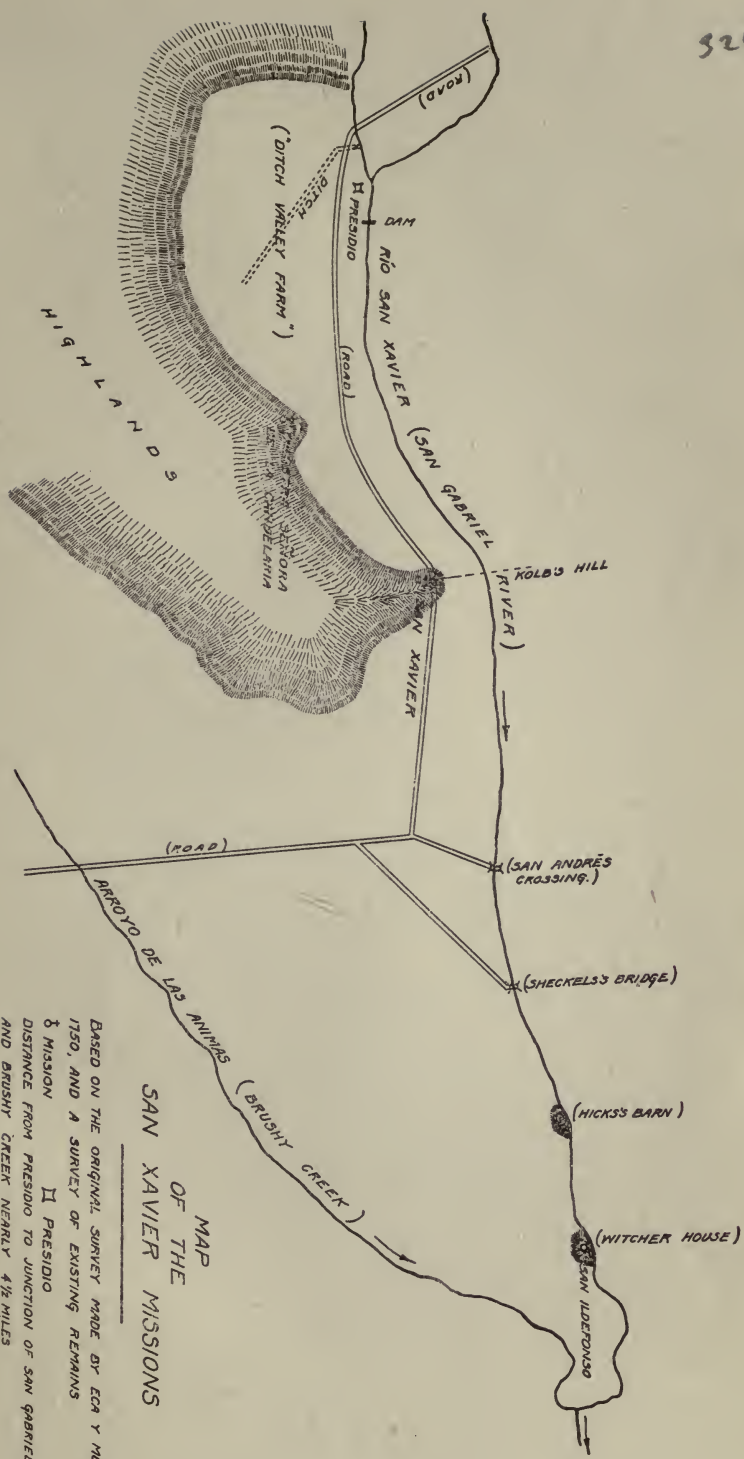 (ROAD)
("DITCH VALLEY FARM")
DITCH
PRESIDIO
DAM
RÍO SAN XAVIER (SAN GABRIEL RIVER)
(ROAD)
HIGHLANDS
SEÑORA
CANDELARIA
KOLB'S HILL
XAVIER
(ROAD)
(SAN ANDRÉS
CROSSING.)
(SHECKELS'S BRIDGE)
ARROYO DE LAS ANIMAS (BRUSHY CREEK)
(HICKS'S BARN)
(WITCHER HOUSE)
SAN ILDEFONSO
MAP
OF THE
SAN XAVIER MISSIONS
BASED ON THE ORIGINAL SURVEY MADE BY ECA Y
1750, AND A SURVEY OF EXISTING REMAINS
MISSION PRESIDIO
DISTANCE FROM PRESIDIO TO JUNCTION OF SAN GABRIEL
AND BRUSHY CREEK NEARLY 4½ MILES